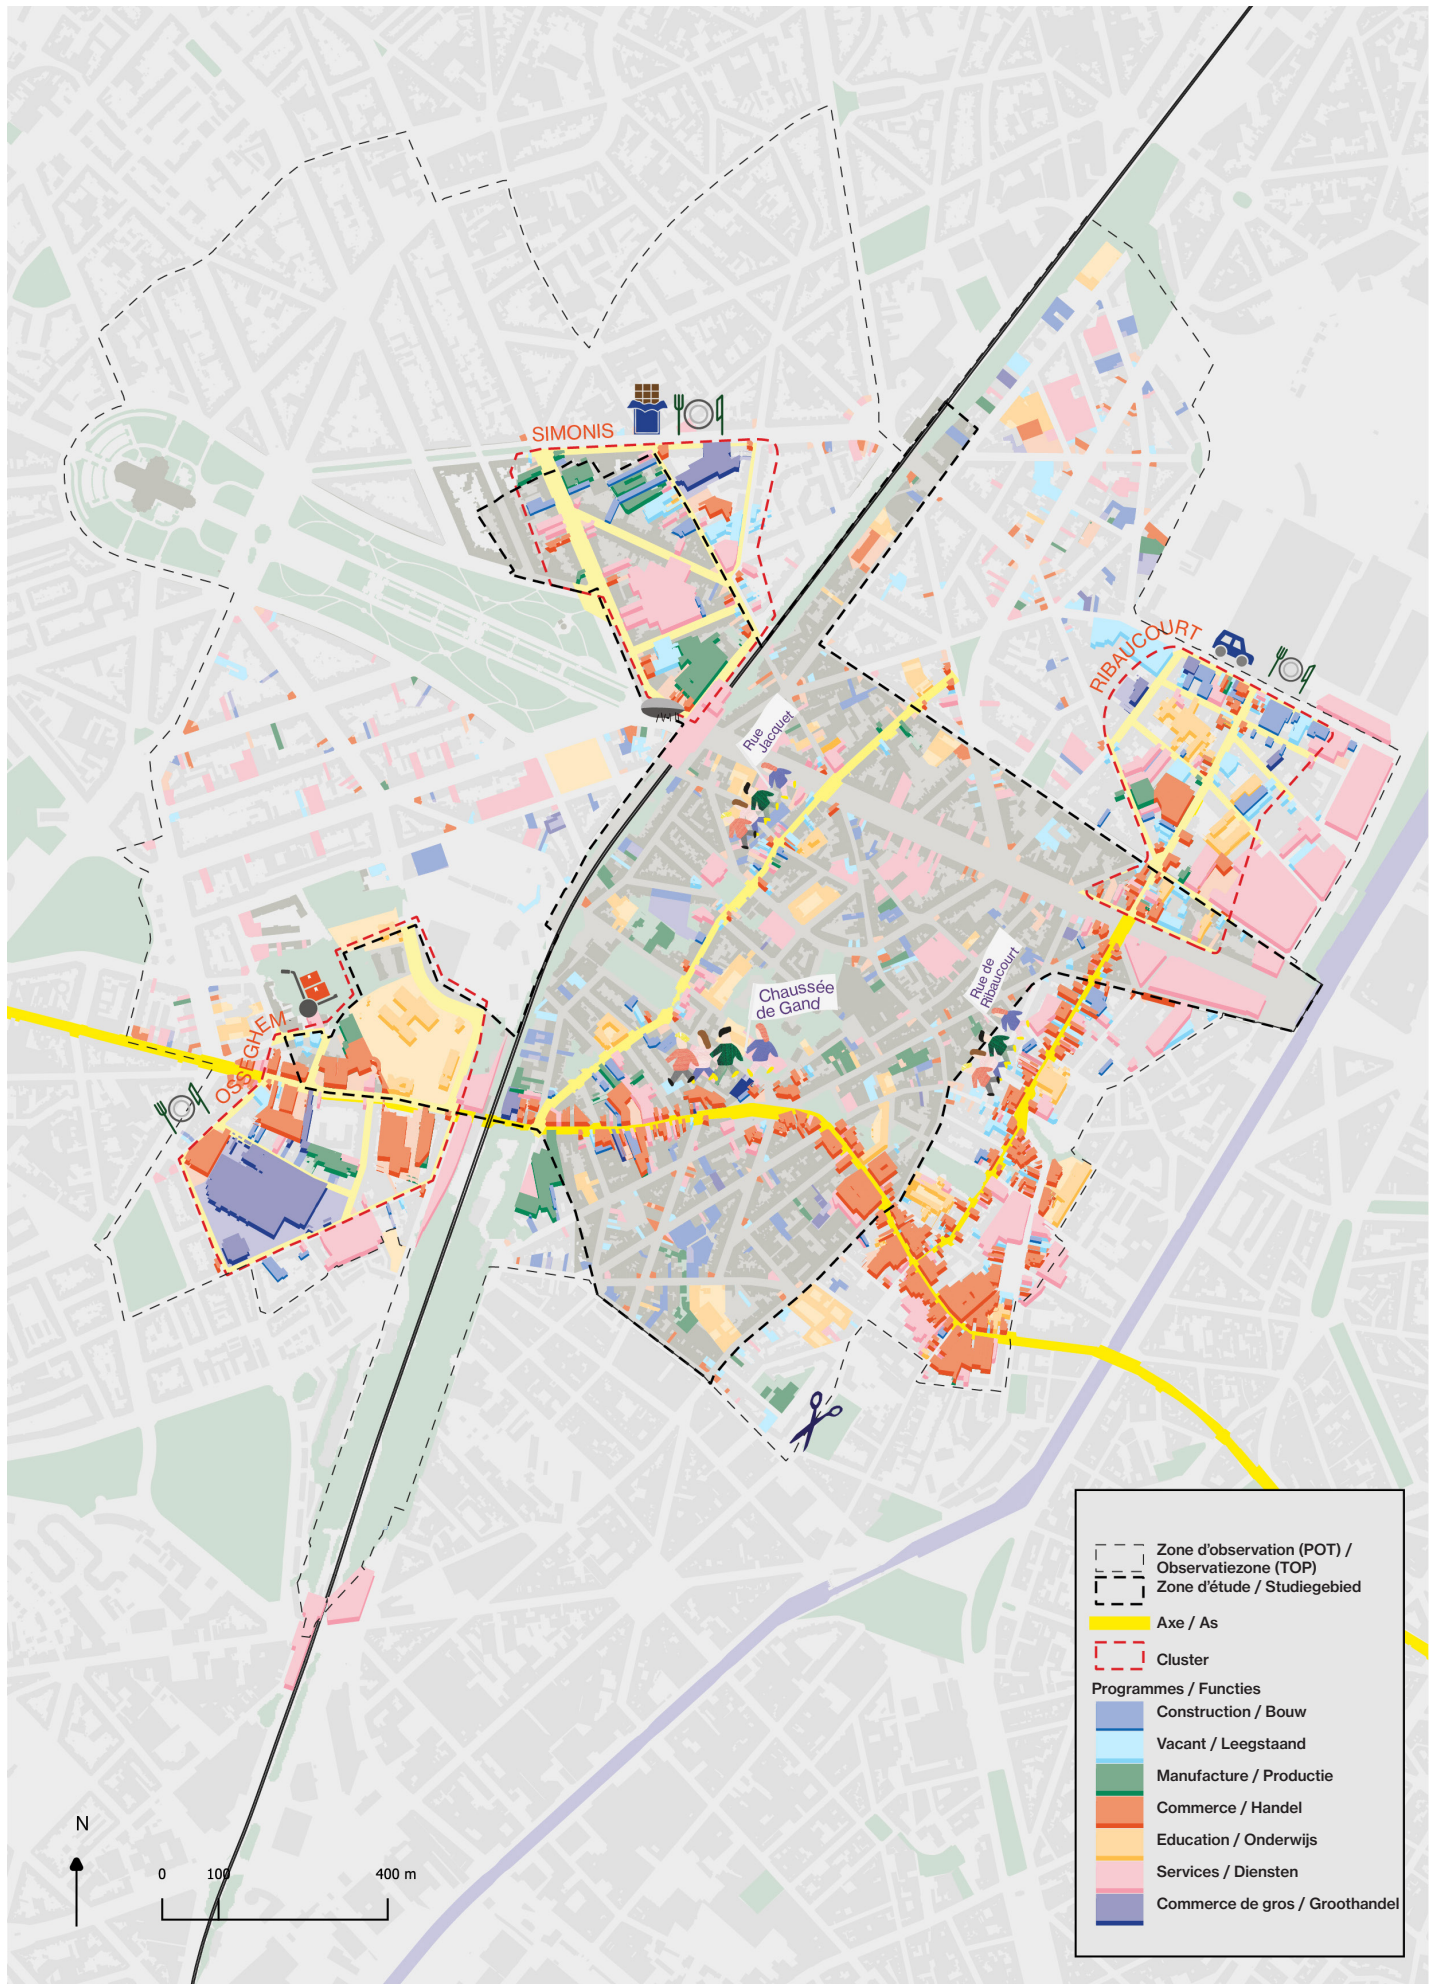 SIMONIS
RIBAUCOURT
Rue
Jacquet
Rue de
Ribaucourt
Chaussée
de Gand
OSSEGHEM
Zone d'observation (POT) /
Observatiezone (TOP)
Zone d'étude / Studiegebied
Axe / As
Cluster
Programmes / Functies
Construction / Bouw
Vacant / Leegstaand
Manufacture / Productie
Commerce / Handel
Education / Onderwijs
Services / Diensten
Commerce de gros / Groothandel
N
0 100 400 m